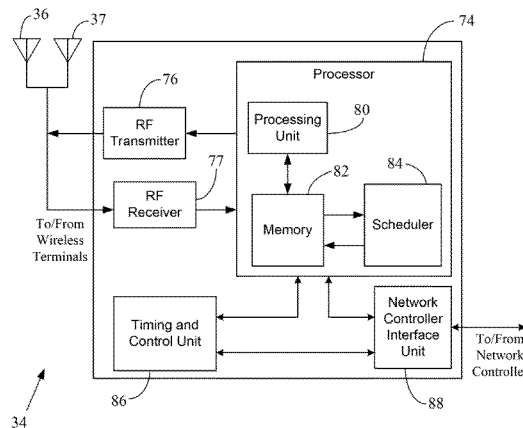 36
37
74
Processor
76
RF
Transmitter
Processing
Unit
80
77
82
84
RF
Receiver
Memory
Scheduler
To/From
Wireless
Terminals
Timing and
Control Unit
Network
Controller
Interface
Unit
To/From
Network
Controlle
34
86
88